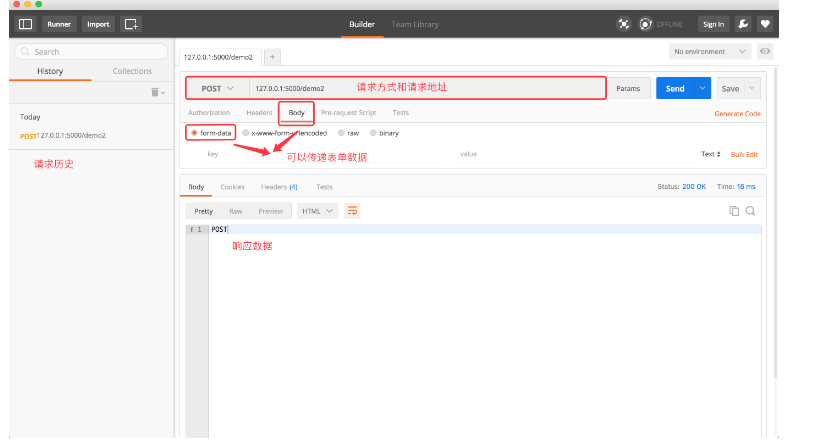 Runner Import Builder Team Library OFFLINE Sign In
Search
History Collections
Today
POST 127.0.0.1:5000/demo2
请求历史
127.0.0.1:5000/demo2 + No environment
POST 127.0.0.1:5000/demo2 请求方式和请求地址 Params Send Save
Authorization Headers Body Pre-request Script Tests Generate Code
form-data x-www-form-urlencoded raw binary
key 可以传递表单数据 value Text Bulk Edit
Body Cookies Headers (4) Tests Status: 200 OK Time: 16 ms
Pretty Raw Preview HTML
i 1 POST
响应数据